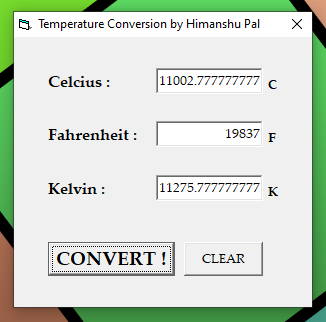 Temperature Conversion by Himanshu Pal
Celcius : 11002.777777777 C
Fahrenheit : 19837 F
Kelvin : 11275.777777777 K
CONVERT ! CLEAR